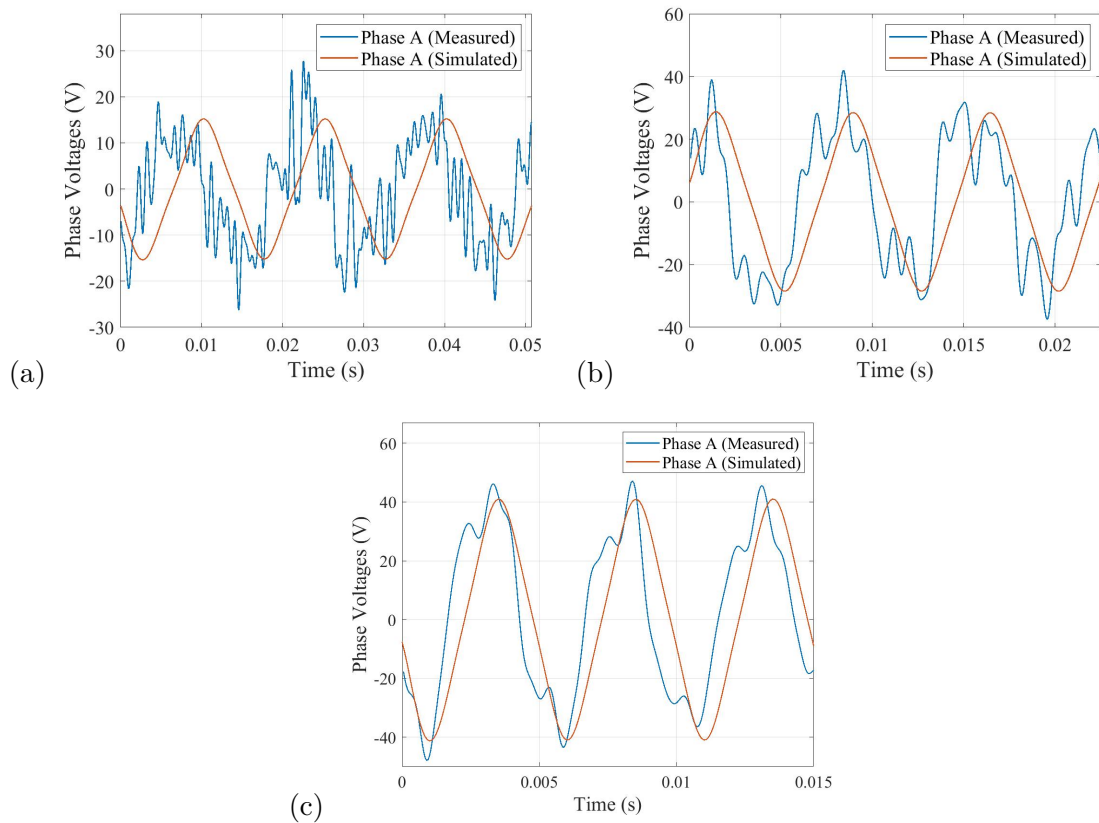 Phase A (Measured)
Phase A (Simulated)
30
20
10
0
-10
-20
-30
Phase Voltages (V)
0
0.01
0.02
0.03
0.04
0.05
Time (s)
(a)
Phase A (Measured)
Phase A (Simulated)
60
40
20
0
-20
-40
Phase Voltages (V)
0
0.005
0.01
0.015
0.02
Time (s)
(b)
Phase A (Measured)
Phase A (Simulated)
60
40
20
0
-20
-40
Phase Voltages (V)
0
0.005
0.01
0.015
Time (s)
(c)